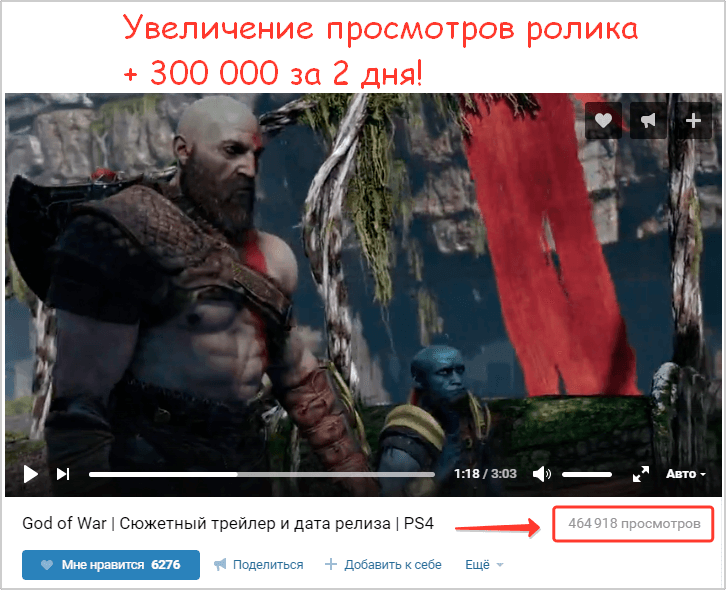 Увеличение просмотров ролика
+ 300 000 за 2 дня!
1:18 / 3:03
Авто
God of War | Сюжетный трейлер и дата релиза | PS4
464 918 просмотров
Мне нравится 6276
Поделиться
Добавить к себе
Ещё